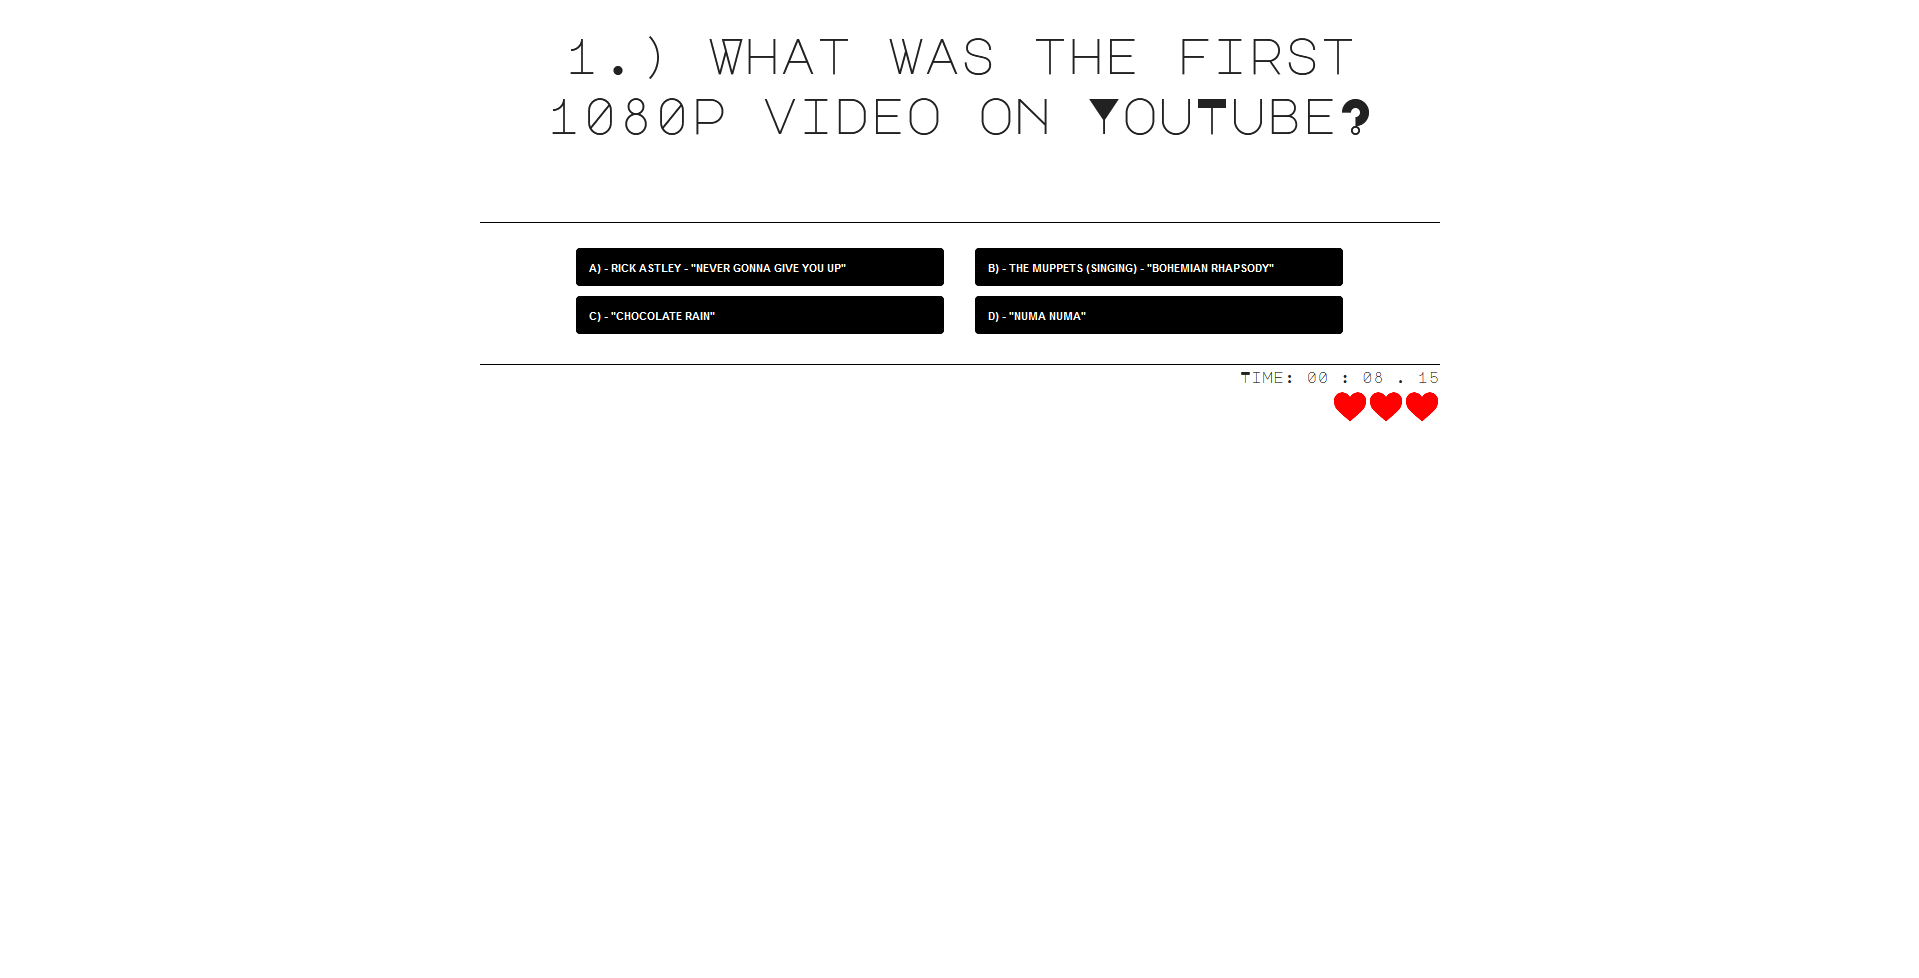 1.) What was the first
1080p video on YouTube?
A) - RICK ASTLEY - "NEVER GONNA GIVE YOU UP"
B) - THE MUPPETS (SINGING) - "BOHEMIAN RHAPSODY"
C) - "CHOCOLATE RAIN"
D) - "NUMA NUMA"
Time: 00 : 08 . 15